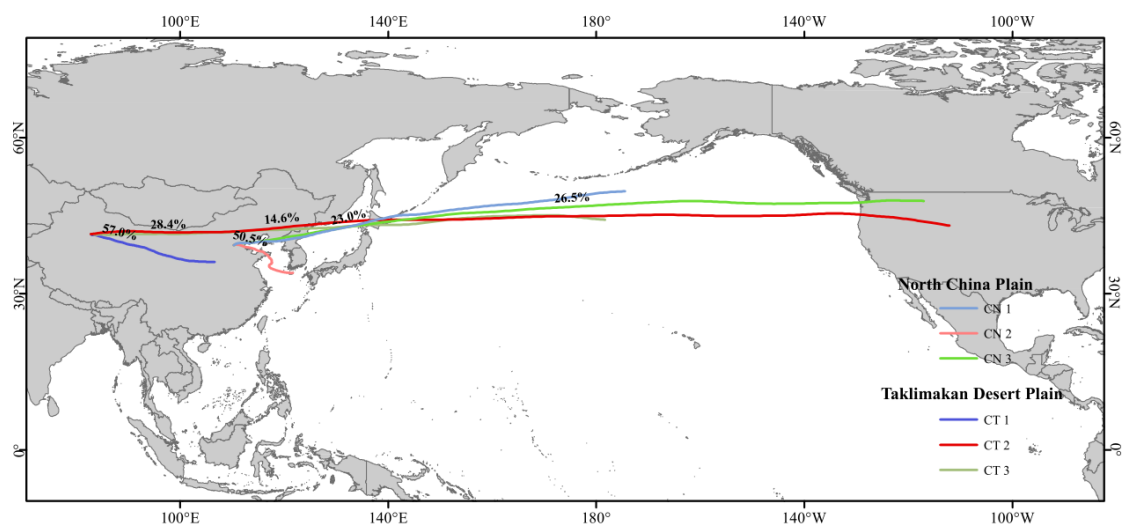 100°E 140°E 180° 140°W 100°W
60°N 60°N
26.5%
14.6% 23.0%
28.4%
57.0% 50.5%
30°N 30°N
North China Plain
CN 1
CN 2
CN 3
Taklimakan Desert Plain
CT 1
CT 2
CT 3
0° 0°
100°E 140°E 180° 140°W 100°W